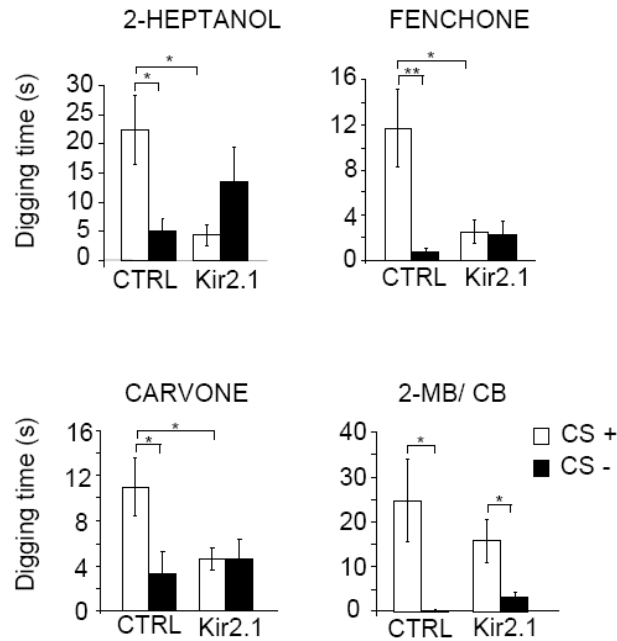 2-HEPTANOL
Digging time (s)
30
25
20
15
10
5
0
*
*
CTRL Kir2.1
FENCHONE
16
12
8
4
0
*
**
CTRL Kir2.1
CARVONE
Digging time (s)
16
12
8
4
0
*
*
CTRL Kir2.1
2-MB/ CB
40
30
20
10
0
*
*
CTRL Kir2.1
CS +
CS -